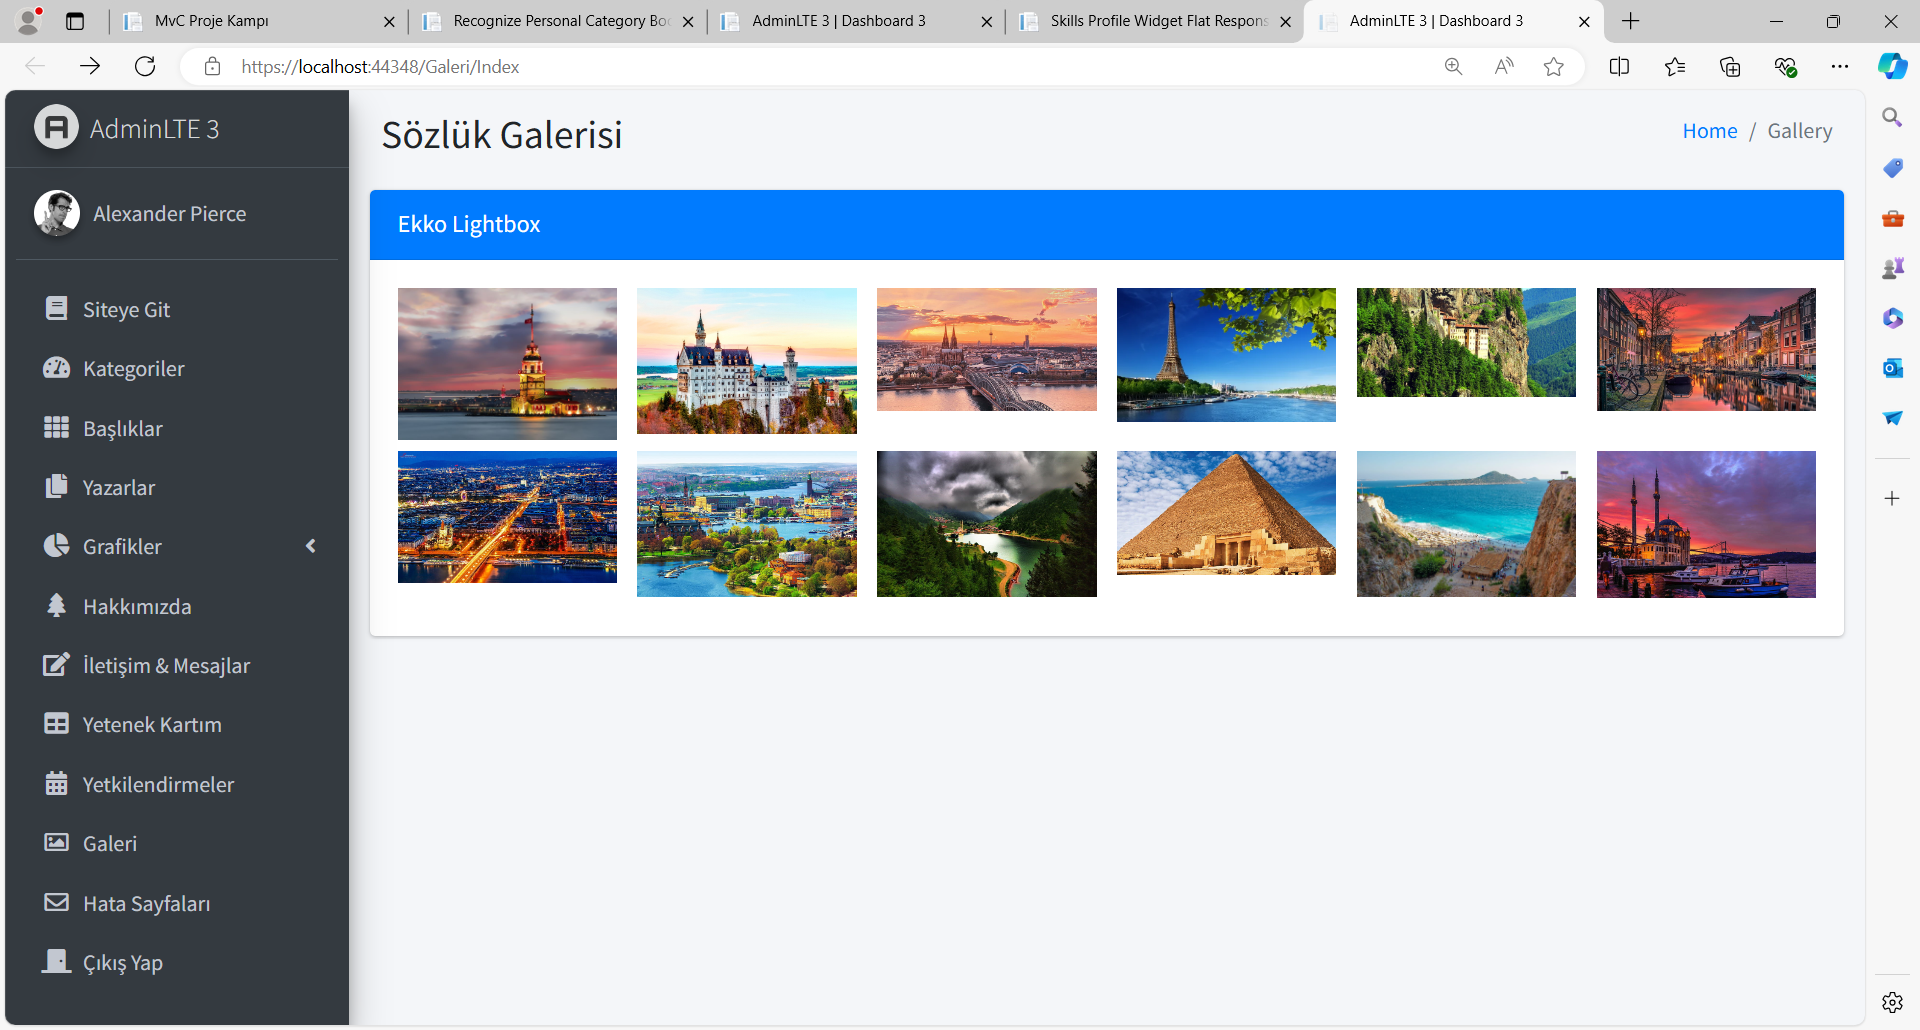 MvC Proje Kampı
Recognize Personal Category Bo
AdminLTE 3 | Dashboard 3
Skills Profile Widget Flat Respons
AdminLTE 3 | Dashboard 3
https://localhost:44348/Galeri/Index
AdminLTE 3
Alexander Pierce
Siteye Git
Kategoriler
Başlıklar
Yazarlar
Grafikler
Hakkımızda
İletişim & Mesajlar
Yetenek Kartım
Yetkilendirmeler
Galeri
Hata Sayfaları
Çıkış Yap
Sözlük Galerisi
Home / Gallery
Ekko Lightbox